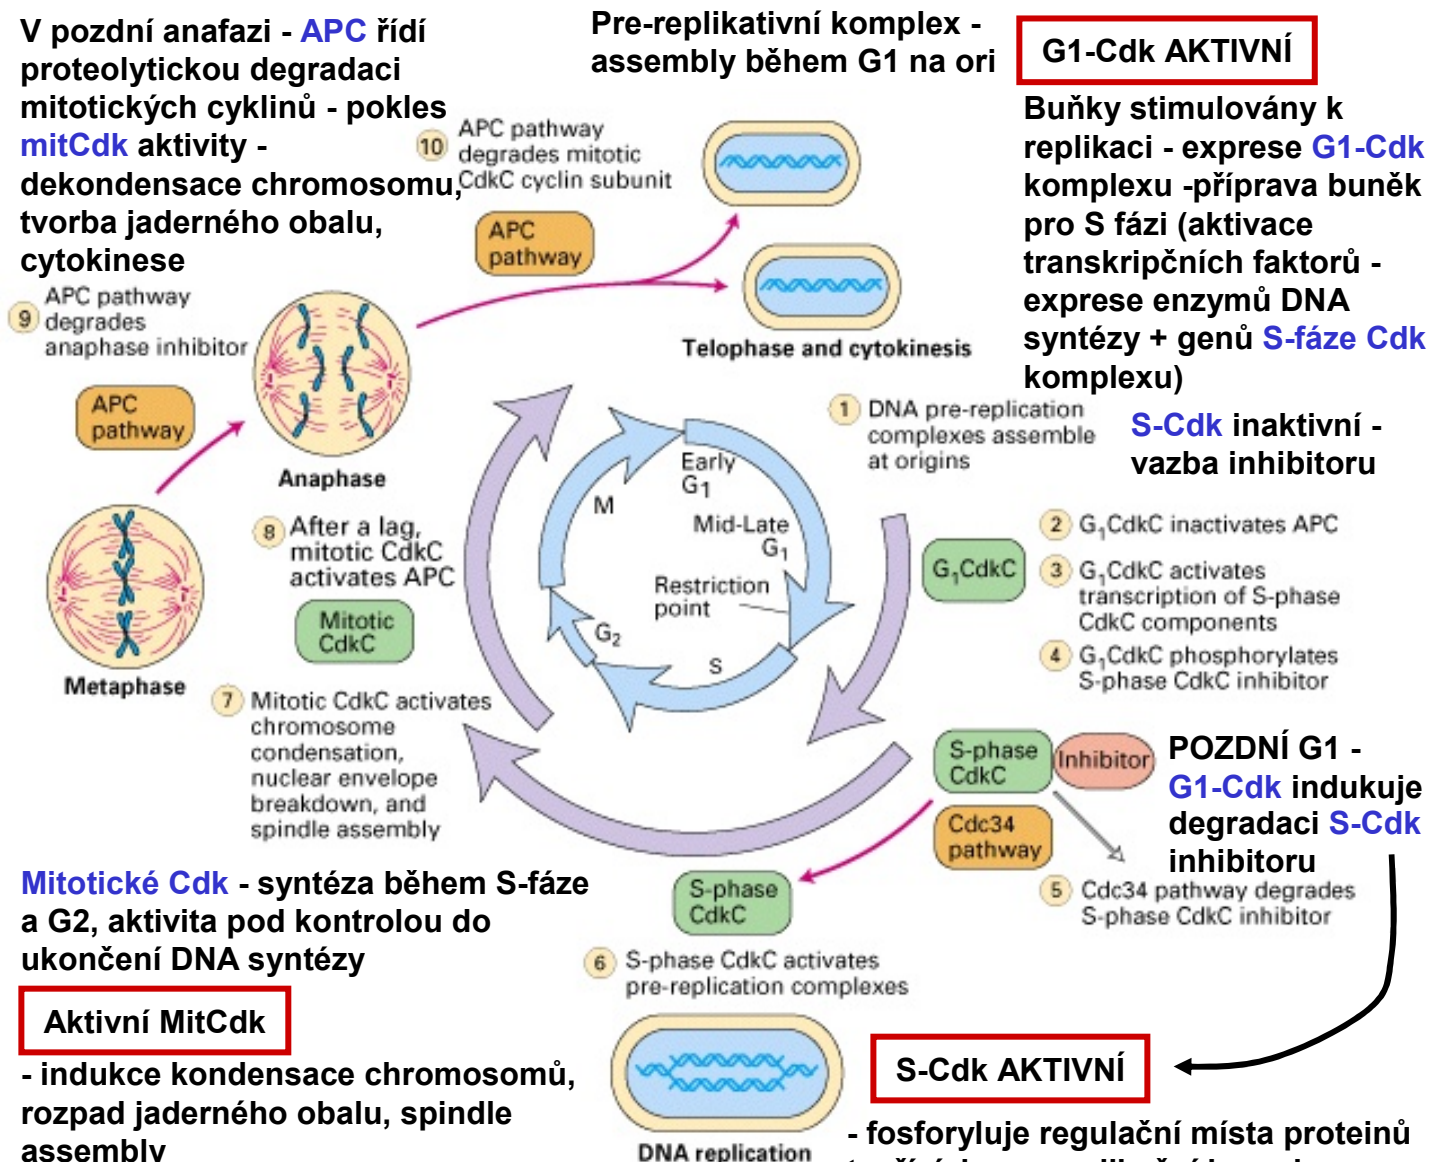 V pozdní anafazi - APC řídí
proteolytickou degradaci
mitotických cyklinů - pokles
mitCdk aktivity -
dekondensace chromosomu,
tvorba jaderného obalu,
cytokinese
Pre-replikativní komplex -
assembly během G1 na ori
G1-Cdk AKTIVNÍ
Buňky stimulovány k
replikaci - exprese G1-Cdk
komplexu -příprava buněk
pro S fázi (aktivace
transkripčních faktorů -
exprese enzymů DNA
syntézy + genů S-fáze Cdk
komplexu)
S-Cdk inaktivní -
vazba inhibitoru
10 APC pathway
degrades mitotic
CdkC cyclin subunit
APC
pathway
Telophase and cytokinesis
9 APC pathway
degrades
anaphase inhibitor
APC
pathway
Anaphase
Metaphase
8 After a lag,
mitotic CdkC
activates APC
Mitotic
CdkC
7 Mitotic CdkC activates
chromosome
condensation,
nuclear envelope
breakdown, and
spindle assembly
M
Early
G1
Mid-Late
G1
Restriction
point
G2
S
1 DNA pre-replication
complexes assemble
at origins
G1CdkC
2 G1CdkC inactivates APC
3 G1CdkC activates
transcription of S-phase
CdkC components
4 G1CdkC phosphorylates
S-phase CdkC inhibitor
S-phase
CdkC
Inhibitor
Cdc34
pathway
POZDNÍ G1 -
G1-Cdk indukuje
degradaci S-Cdk
inhibitoru
5 Cdc34 pathway degrades
S-phase CdkC inhibitor
S-phase
CdkC
6 S-phase CdkC activates
pre-replication complexes
DNA replication
Mitotické Cdk - syntéza během S-fáze
a G2, aktivita pod kontrolou do
ukončení DNA syntézy
Aktivní MitCdk
- indukce kondensace chromosomů,
rozpad jaderného obalu, spindle
assembly
S-Cdk AKTIVNÍ
- fosforyluje regulační místa proteinů